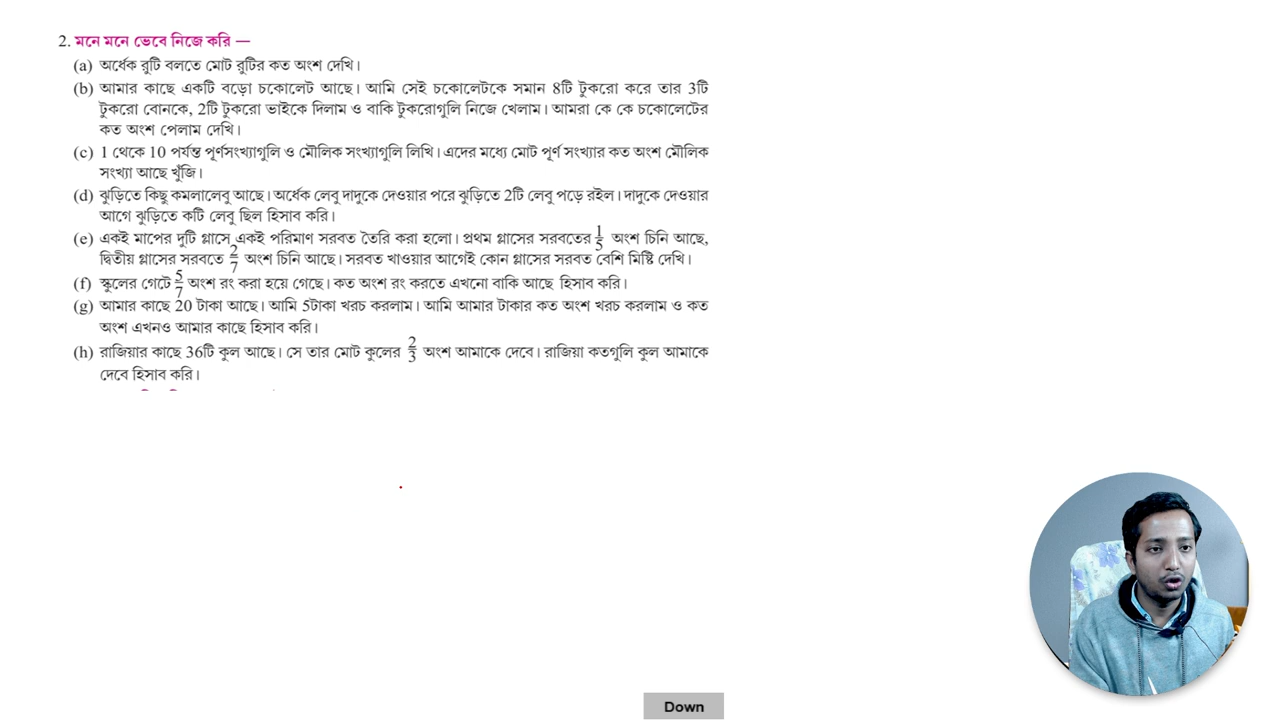 2. মনে মনে ভেবে নিজে করি —
(a) অর্ধেক রুটি বলতে মোট রুটির কত অংশ দেখি।
(b) আমার কাছে একটি বড়ো চকোলেট আছে। আমি সেই চকোলেটকে সমান 8টি টুকরো করে তার 3টি
টুকরো বোনকে, 2টি টুকরো ভাইকে দিলাম ও বাকি টুকরোগুলি নিজে খেলাম। আমরা কে কে চকোলেটের
কত অংশ পেলাম দেখি।
(c) 1 থেকে 10 পর্যন্ত পূর্ণসংখ্যাগুলি ও মৌলিক সংখ্যাগুলি লিখি। এদের মধ্যে মোট পূর্ণ সংখ্যার কত অংশ মৌলিক
সংখ্যা আছে খুঁজি।
(d) ঝুড়িতে কিছু কমলালেবু আছে। অর্ধেক লেবু দাদুকে দেওয়ার পরে ঝুড়িতে 2টি লেবু পড়ে রইল। দাদুকে দেওয়ার
আগে ঝুড়িতে কটি লেবু ছিল হিসাব করি।
(e) একই মাপের দুটি গ্লাসে একই পরিমাণ সরবত তৈরি করা হলো। প্রথম গ্লাসের সরবতের 1/5 অংশ চিনি আছে,
দ্বিতীয় গ্লাসের সরবতে 2/7 অংশ চিনি আছে। সরবত খাওয়ার আগেই কোন গ্লাসের সরবত বেশি মিষ্টি দেখি।
(f) স্কুলের গেটে 5/7 অংশ রং করা হয়ে গেছে। কত অংশ রং করতে এখনো বাকি আছে হিসাব করি।
(g) আমার কাছে 20 টাকা আছে। আমি 5টাকা খরচ করলাম। আমি আমার টাকার কত অংশ খরচ করলাম ও কত
অংশ এখনও আমার কাছে হিসাব করি।
(h) রাজিয়ার কাছে 36টি কুল আছে। সে তার মোট কুলের 2/3 অংশ আমাকে দেবে। রাজিয়া কতগুলি কুল আমাকে
দেবে হিসাব করি।
Down